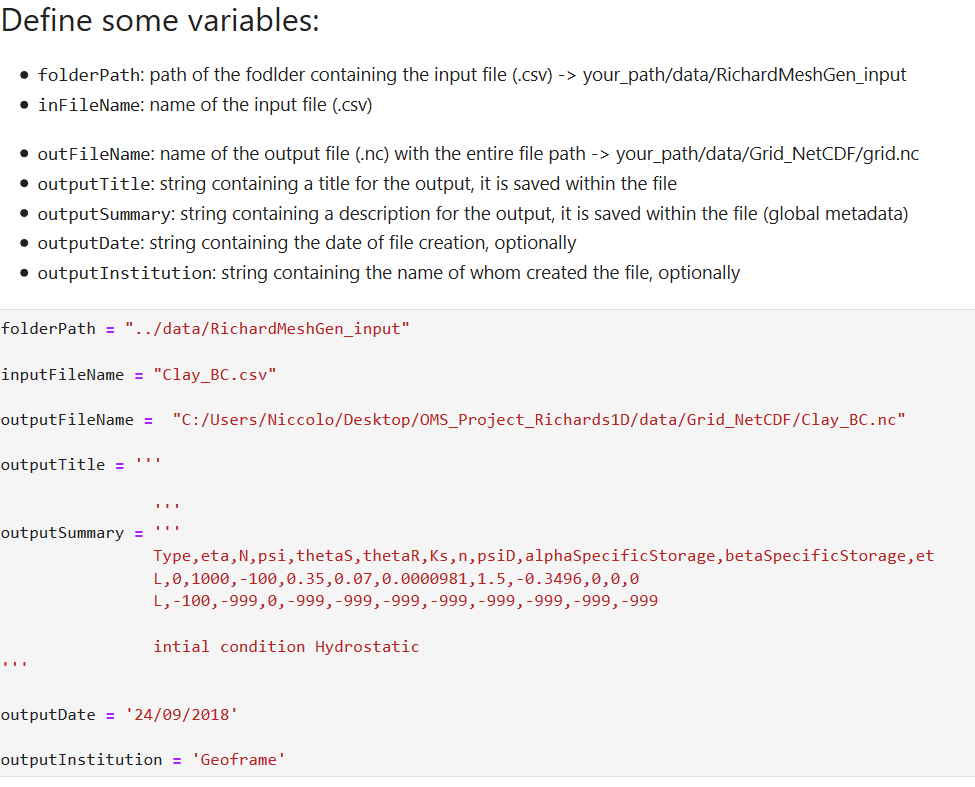 Define some variables:
• folderPath: path of the fodlder containing the input file (.csv) -> your_path/data/RichardMeshGen_input
• inFileName: name of the input file (.csv)
• outFileName: name of the output file (.nc) with the entire file path -> your_path/data/Grid_NetCDF/grid.nc
• outputTitle: string containing a title for the output, it is saved within the file
• outputSummary: string containing a description for the output, it is saved within the file (global metadata)
• outputDate: string containing the date of file creation, optionally
• outputInstitution: string containing the name of whom created the file, optionally
folderPath = "../data/RichardMeshGen_input"
inputFileName = "Clay_BC.csv"
outputFileName =  "C:/Users/Niccolo/Desktop/OMS_Project_Richards1D/data/Grid_NetCDF/Clay_BC.nc"
outputTitle = '''
'''
outputSummary = '''
Type,eta,N,psi,thetaS,thetaR,Ks,n,psiD,alphaSpecificStorage,betaSpecificStorage,et
L,0,1000,-100,0.35,0.07,0.0000981,1.5,-0.3496,0,0,0
L,-100,-999,0,-999,-999,-999,-999,-999,-999,-999,-999
intial condition Hydrostatic
'''
outputDate = '24/09/2018'
outputInstitution = 'Geoframe'